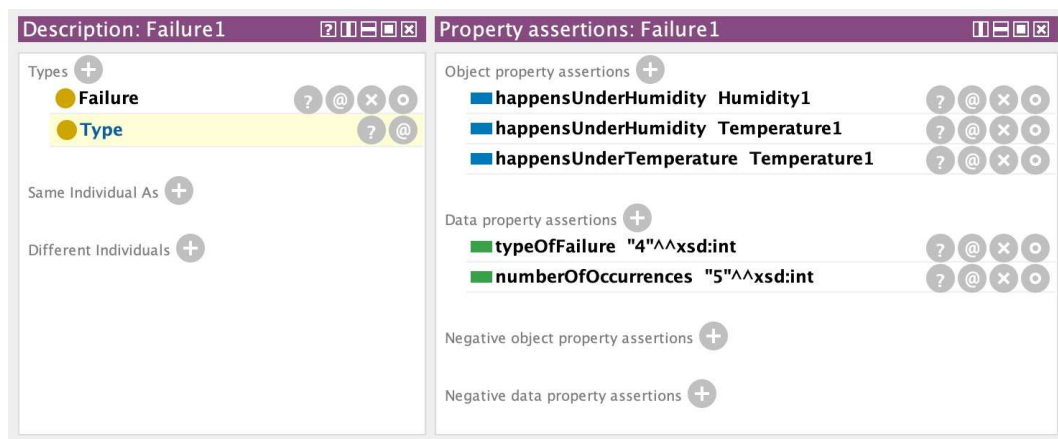 Description: Failure1
Types
Failure
Type
Same Individual As
Different Individuals
Property assertions: Failure1
Object property assertions
happensUnderHumidity Humidity1
happensUnderHumidity Temperature1
happensUnderTemperature Temperature1
Data property assertions
typeOfFailure "4"^^xsd:int
numberOfOccurrences "5"^^xsd:int
Negative object property assertions
Negative data property assertions